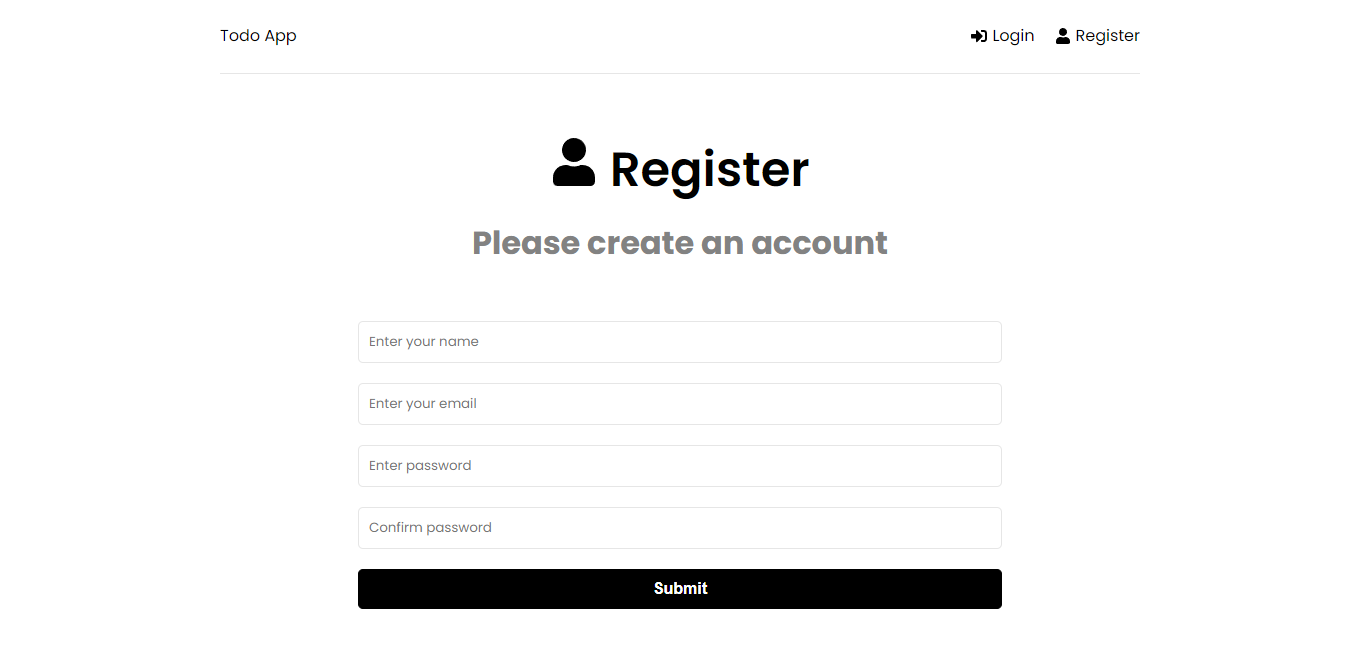 Todo App
Login
Register
Register
Please create an account
Enter your name
Enter your email
Enter password
Confirm password
Submit